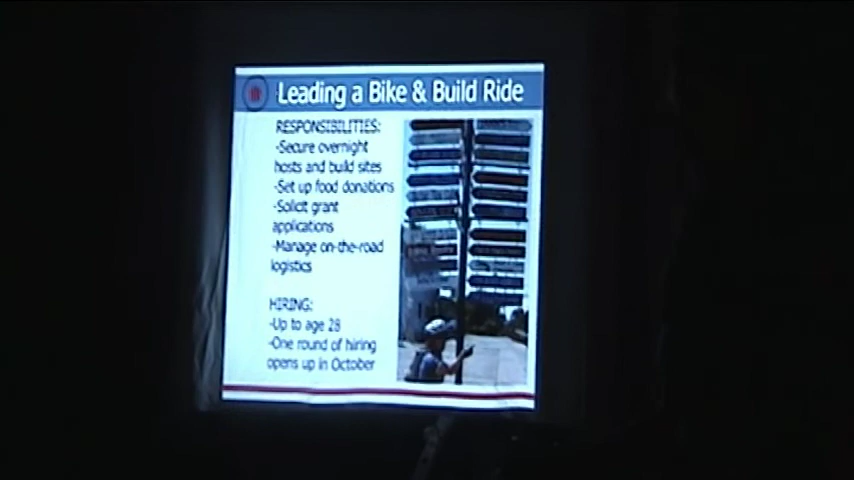 Leading a Bike & Build Ride
RESPONSIBILITIES:
-Secure overnight
hosts and build sites
-Set up food donations
-Solicit grant
applications
-Manage on-the-road
logistics
HIRING:
-Up to age 28
-One round of hiring
opens up in October